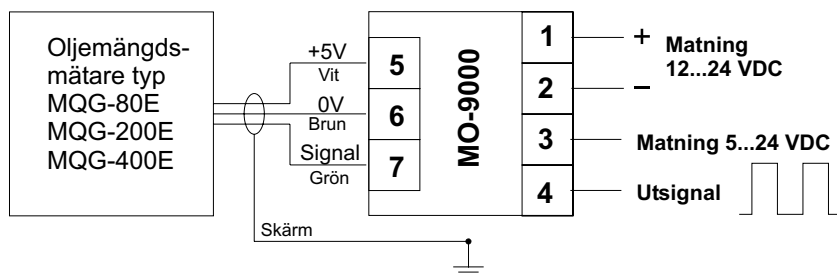 Oljemängds-
mätare typ
MQG-80E
MQG-200E
MQG-400E
+5V
Vit
0V
Brun
Signal
Grön
Skärm
5
6
7
MO-9000
1
2
3
4
+ Matning
12...24 VDC
–
Matning 5...24 VDC
Utsignal